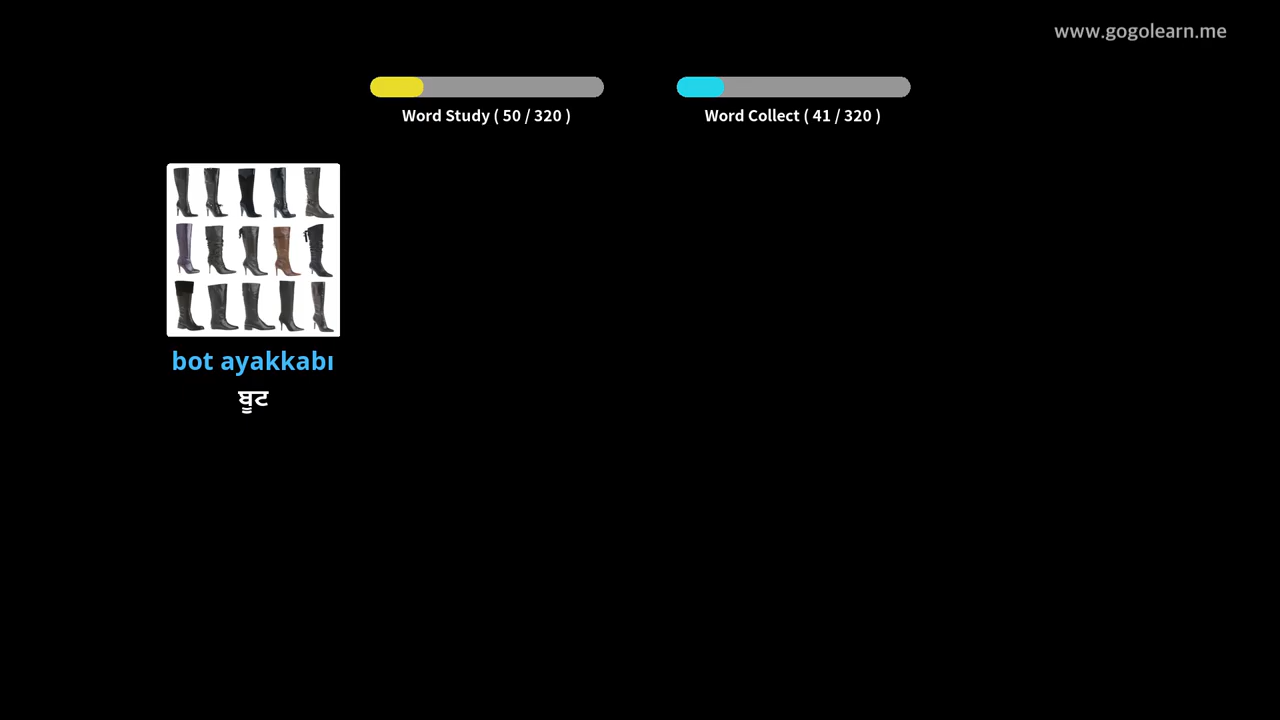 www.gogolearn.me
Word Study ( 50 / 320 )
Word Collect ( 41 / 320 )
bot ayakkabı
ਬੂਟ